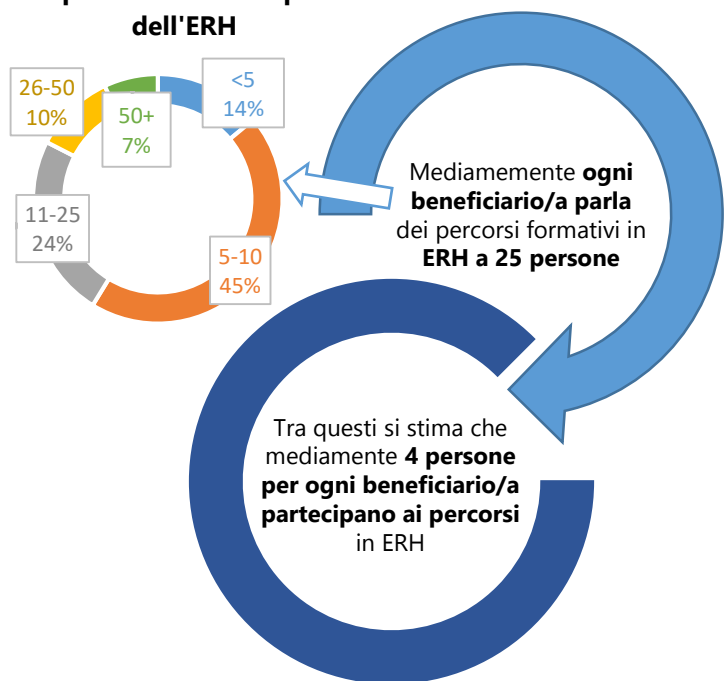 dell'ERH
<5
14%
26-50
10%
50+
7%
11-25
24%
5-10
45%
Mediamemente ogni
beneficiario/a parla
dei percorsi formativi in
ERH a 25 persone
Tra questi si stima che
mediamente 4 persone
per ogni beneficiario/a
partecipano ai percorsi
in ERH